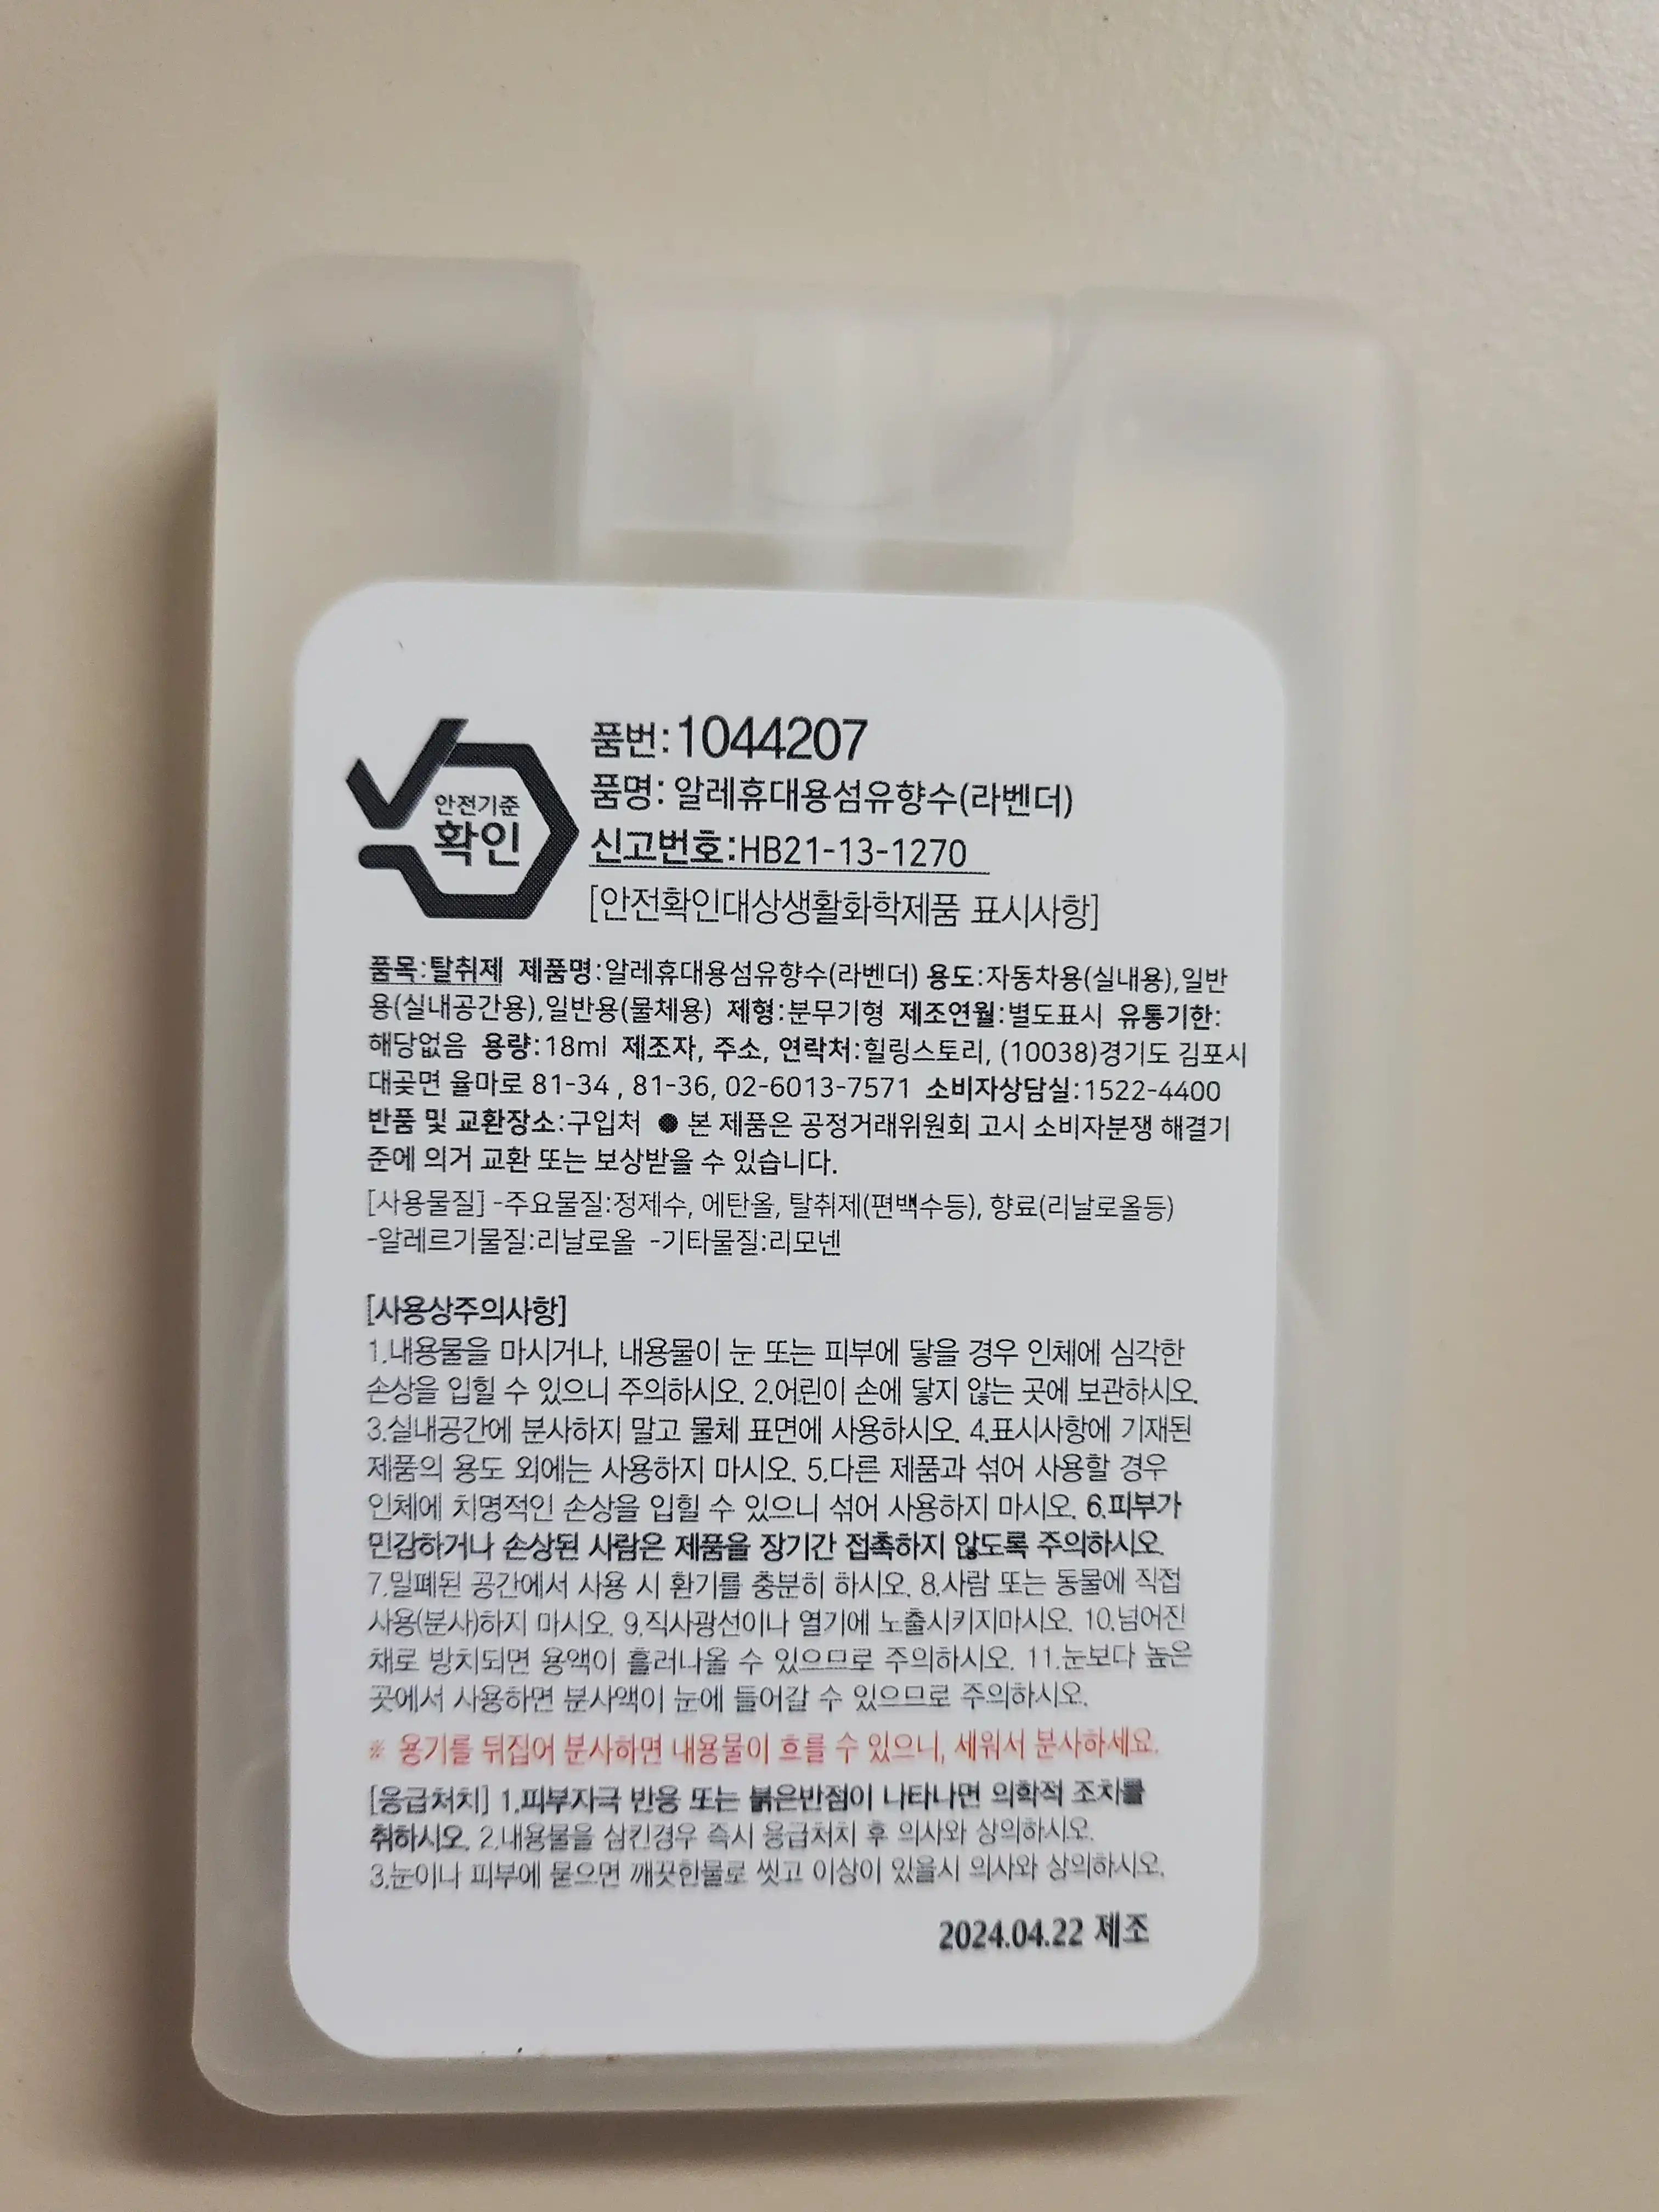 안전기준
확인
품번:1044207
품명: 알레휴대용섬유향수(라벤더)
신고번호:HB21-13-1270
[안전확인대상생활화학제품 표시사항]
품목:탈취제 제품명:알레휴대용섬유향수(라벤더) 용도:자동차용(실내용),일반
용(실내공간용),일반용(물체용) 제형:분무기형 제조연월:별도표시 유통기한:
해당없음 용량:18ml 제조자, 주소, 연락처:힐링스토리, (10038)경기도 김포시
대곶면 율마로 81-34 , 81-36, 02-6013-7571 소비자상담실:1522-4400
반품 및 교환장소:구입처 ● 본 제품은 공정거래위원회 고시 소비자분쟁 해결기
준에 의거 교환 또는 보상받을 수 있습니다.
[사용물질] -주요물질:정제수, 에탄올, 탈취제(편백수등), 향료(리날로올등)
-알레르기물질:리날로올 -기타물질:리모넨
[사용상주의사항]
1.내용물을 마시거나, 내용물이 눈 또는 피부에 닿을 경우 인체에 심각한
손상을 입힐 수 있으니 주의하시오. 2.어린이 손에 닿지 않는 곳에 보관하시오.
3.실내공간에 분사하지 말고 물체 표면에 사용하시오. 4.표시사항에 기재된
제품의 용도 외에는 사용하지 마시오. 5.다른 제품과 섞어 사용할 경우
인체에 치명적인 손상을 입힐 수 있으니 섞어 사용하지 마시오. 6.피부가
민감하거나 손상된 사람은 제품을 장기간 접촉하지 않도록 주의하시오.
7.밀폐된 공간에서 사용 시 환기를 충분히 하시오. 8.사람 또는 동물에 직접
사용(분사)하지 마시오. 9.직사광선이나 열기에 노출시키지마시오. 10.넘어진
채로 방치되면 용액이 흘러나올 수 있으므로 주의하시오. 11.눈보다 높은
곳에서 사용하면 분사액이 눈에 들어갈 수 있으므로 주의하시오.
※ 용기를 뒤집어 분사하면 내용물이 흐를 수 있으니, 세워서 분사하세요.
[응급처치] 1.피부자극 반응 또는 붉은반점이 나타나면 의학적 조치를
취하시오. 2.내용물을 삼킨경우 즉시 응급처치 후 의사와 상의하시오.
3.눈이나 피부에 묻으면 깨끗한물로 씻고 이상이 있을시 의사와 상의하시오.
2024.04.22 제조